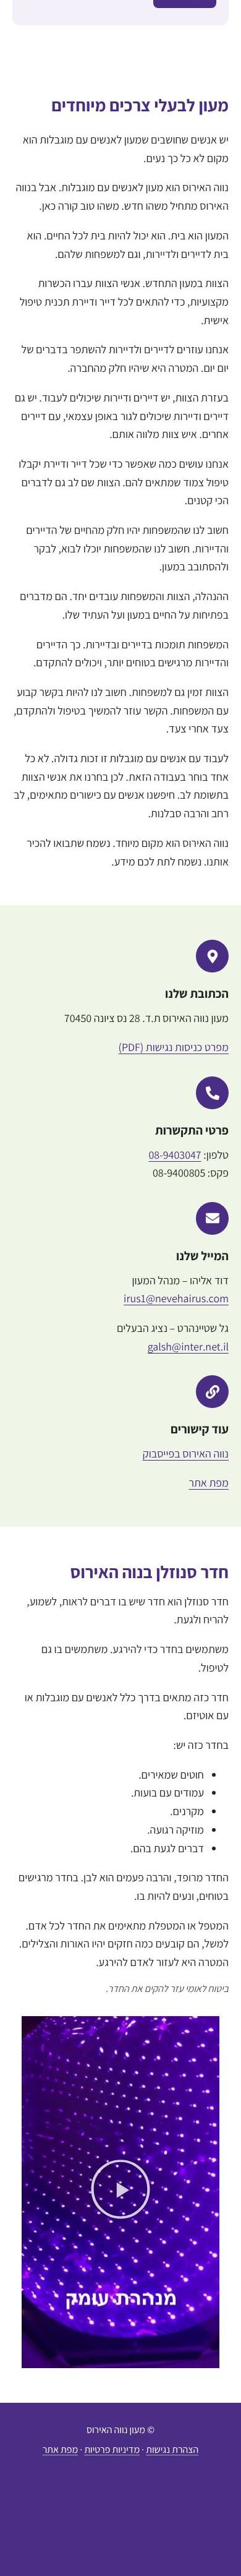 מעון לבעלי צרכים מיוחדים
יש אנשים שחושבים שמעון לאנשים עם מוגבלות הוא
מקום לא כל כך נעים.
נווה האירוס הוא מעון לאנשים עם מוגבלות. אבל בנווה
האירוס מתחיל משהו חדש. משהו טוב קורה כאן.
המעון הוא בית. הוא יכול להיות בית לכל החיים. הוא
בית לדיירים ולדיירות, וגם למשפחות שלהם.
הצוות במעון התחדש. אנשי הצוות עברו הכשרות
מקצועיות, כדי להתאים לכל דייר ודיירת תכנית טיפול
אישית.
אנחנו עוזרים לדיירים ולדיירות להשתפר בדברים של
יום יום. המטרה היא שיהיו חלק מהחברה.
בעזרת הצוות, יש דיירים ודיירות שיכולים לעבוד. יש גם
דיירים ודיירות שיכולים לגור באופן עצמאי, עם דיירים
אחרים. איש צוות מלווה אותם.
אנחנו עושים כמה שאפשר כדי שכל דייר ודיירת יקבלו
טיפול צמוד שמתאים להם. הצוות שם לב גם לדברים
הכי קטנים.
חשוב לנו שהמשפחות יהיו חלק מהחיים של הדיירים
והדיירות. חשוב לנו שהמשפחות יוכלו לבוא, לבקר
ולהסתובב במעון.
ההנהלה, הצוות והמשפחות עובדים יחד. הם מדברים
בפתיחות על החיים במעון ועל העתיד שלו.
המשפחות תומכות בדיירים ובדיירות. כך הדיירים
והדיירות מרגישים בטוחים יותר, ויכולים להתקדם.
הצוות זמין גם למשפחות. חשוב לנו להיות בקשר קבוע
עם המשפחות. הקשר עוזר להמשיך בטיפול ולהתקדם,
צעד אחרי צעד.
לעבוד עם אנשים עם מוגבלות זו זכות גדולה. לא כל
אחד בוחר בעבודה הזאת. לכן בחרנו את אנשי הצוות
בתשומת לב. חיפשנו אנשים עם כישורים מתאימים, לב
רחב והרבה סבלנות.
נווה האירוס הוא מקום מיוחד. נשמח שתבואו להכיר
אותנו. נשמח לתת לכם מידע.
הכתובת שלנו
מעון נווה האירוס ת.ד. 28 נס ציונה 70450
מפרט כניסות נגישות (PDF)
פרטי התקשרות
טלפון: 08-9403047
פקס: 08-9400805
המייל שלנו
דוד אליהו – מנהל המעון
irus1@nevehairus.com
גל שטיינהרט – נציג הבעלים
galsh@inter.net.il
עוד קישורים
נווה האירוס בפייסבוק
מפת אתר
חדר סנוזלן בנוה האירוס
חדר סנוזלן הוא חדר שיש בו דברים לראות, לשמוע,
להריח ולגעת.
משתמשים בחדר כדי להירגע. משתמשים בו גם
לטיפול.
חדר כזה מתאים בדרך כלל לאנשים עם מוגבלות או
עם אוטיזם.
בחדר כזה יש:
• חוטים שמאירים.
• עמודים עם בועות.
• מקרנים.
• מוזיקה רגועה.
• דברים לגעת בהם.
החדר מרופד, והרבה פעמים הוא לבן. בחדר מרגישים
בטוחים, ונעים להיות בו.
המטפל או המטפלת מתאימים את החדר לכל אדם.
למשל, הם קובעים כמה חזקים יהיו האורות והצלילים.
המטרה היא לעזור לאדם להירגע.
ביטוח לאומי עזר להקים את החדר.
מנהרת עומק
© מעון נווה האירוס
הצהרת נגישות · מדיניות פרטיות · מפת אתר